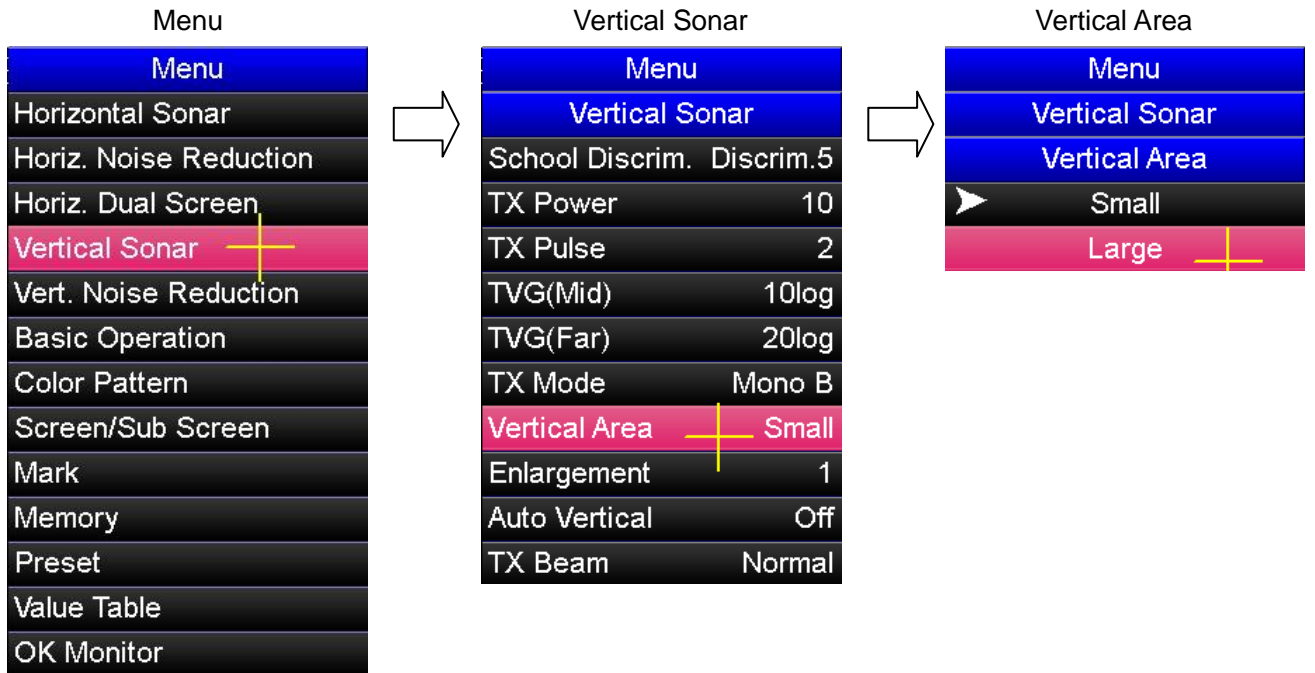 Menu
Menu
Horizontal Sonar
Horiz. Noise Reduction
Horiz. Dual Screen
Vertical Sonar
Vert. Noise Reduction
Basic Operation
Color Pattern
Screen/Sub Screen
Mark
Memory
Preset
Value Table
OK Monitor
Vertical Sonar
Menu
Vertical Sonar
School Discrim. Discrim.5
TX Power 10
TX Pulse 2
TVG(Mid) 10log
TVG(Far) 20log
TX Mode Mono B
Vertical Area Small
Enlargement 1
Auto Vertical Off
TX Beam Normal
Vertical Area
Menu
Vertical Sonar
Vertical Area
Small
Large